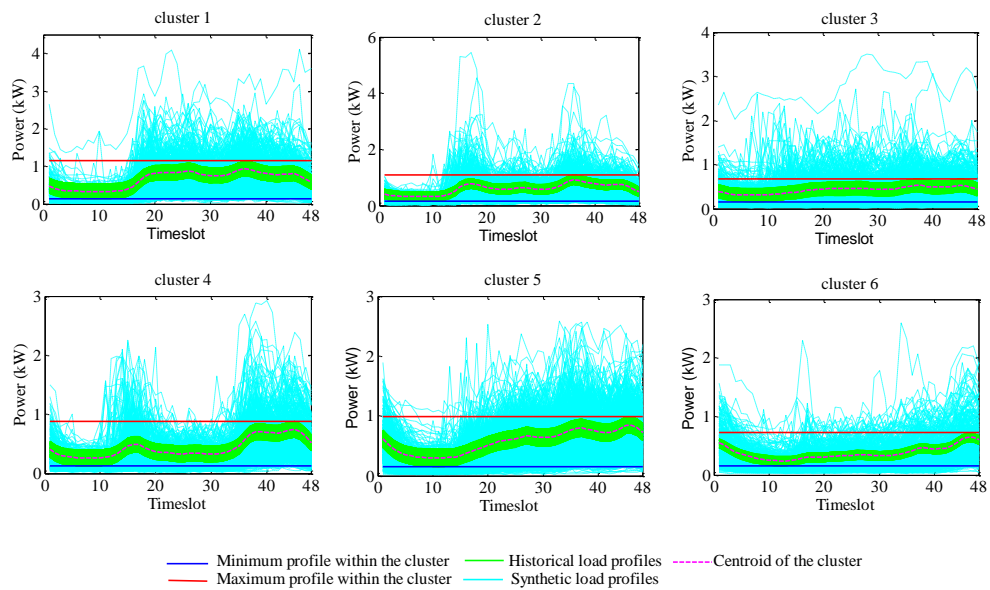 cluster 1
cluster 2
cluster 3
Power (kW)
4
3
2
1
0
0 10 20 30 40 48
Timeslot
Power (kW)
6
4
2
0
0 10 20 30 40 48
Timeslot
Power (kW)
4
3
2
1
0
0 10 20 30 40 48
Timeslot
cluster 4
cluster 5
cluster 6
Power (kW)
3
2
1
0
0 10 20 30 40 48
Timeslot
Power (kW)
3
2
1
0
0 10 20 30 40 48
Timeslot
Power (kW)
3
2
1
0
0 10 20 30 40 48
Timeslot
Minimum profile within the cluster Historical load profiles Centroid of the cluster
Maximum profile within the cluster Synthetic load profiles